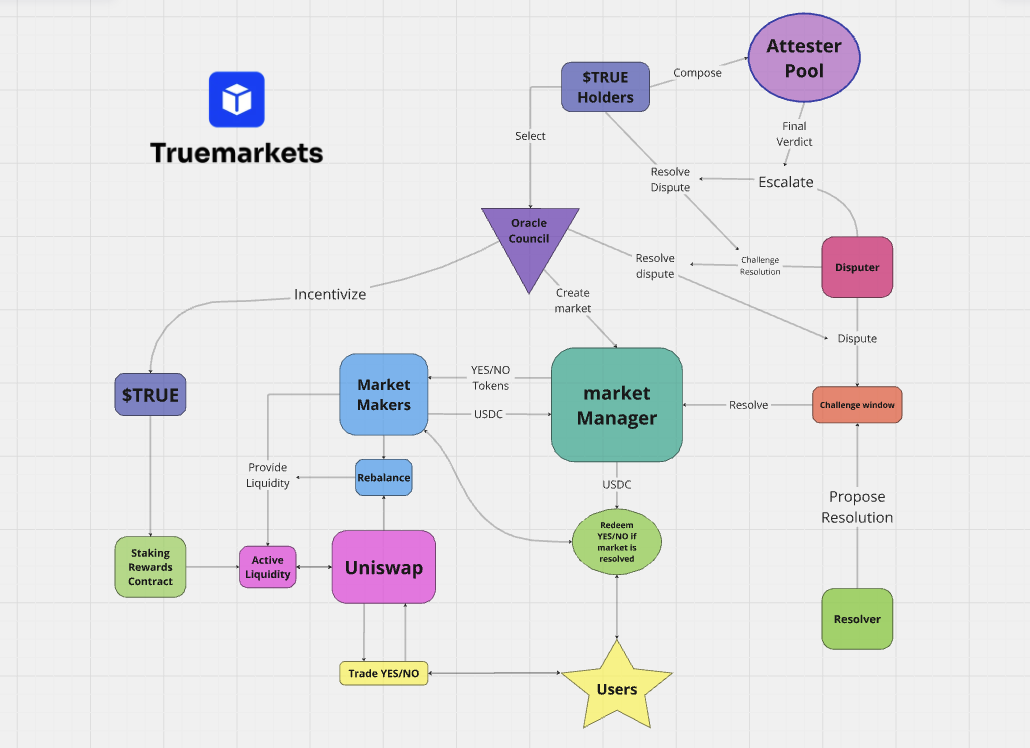 Attester
Pool
$TRUE
Holders
Compose
Final
Verdict
Truemarkets
Select
Resolve
Dispute
Escalate
Oracle
Council
Resolve
dispute
Challenge
Resolution
Disputer
Incentivize
Create
market
Dispute
$TRUE
Market
Makers
YES/NO
Tokens
USDC
market
Manager
Resolve
Challenge window
Provide
Liquidity
Rebalance
USDC
Propose
Resolution
Redeem
YES/NO if
market is
resolved
Staking
Rewards
Contract
Active
Liquidity
Uniswap
Resolver
Trade YES/NO
Users